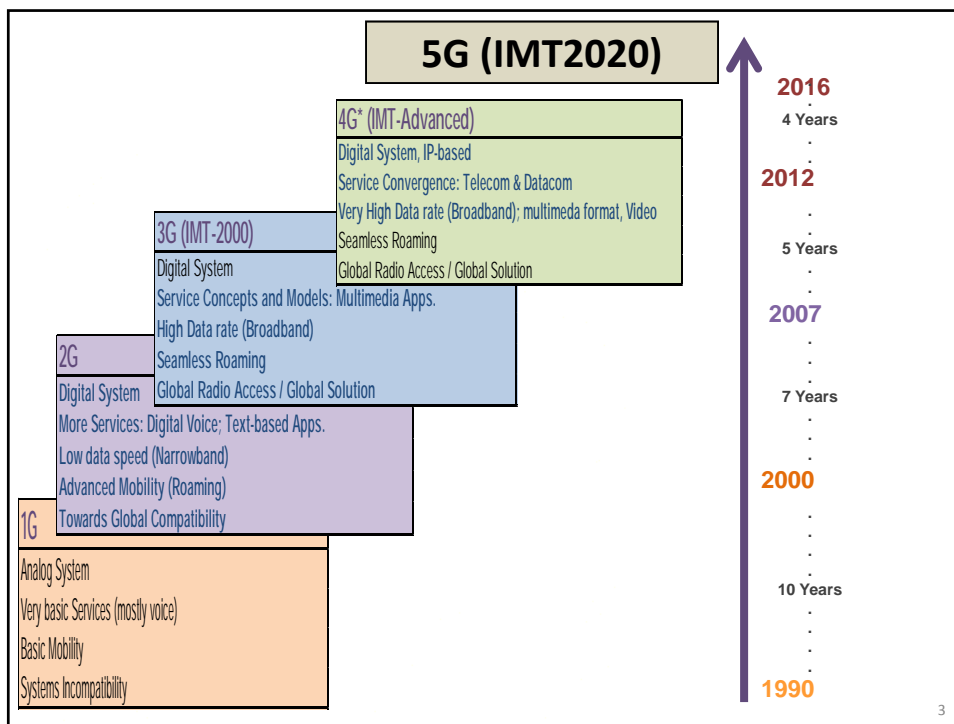 5G (IMT2020)
4G* (IMT-Advanced)
Digital System, IP-based
Service Convergence: Telecom & Datacom
Very High Data rate (Broadband); multimeda format, Video
Seamless Roaming
Global Radio Access / Global Solution
3G (IMT-2000)
Digital System
Service Concepts and Models: Multimedia Apps.
High Data rate (Broadband)
Seamless Roaming
Global Radio Access / Global Solution
2G
Digital System
More Services: Digital Voice; Text-based Apps.
Low data speed (Narrowband)
Advanced Mobility (Roaming)
Towards Global Compatibility
1G
Analog System
Very basic Services (mostly voice)
Basic Mobility
Systems Incompatibility
2016
.
4 Years
.
.
2012
.
.
5 Years
.
.
2007
.
.
.
7 Years
.
.
.
2000
.
.
.
.
10 Years
.
.
.
.
1990
3